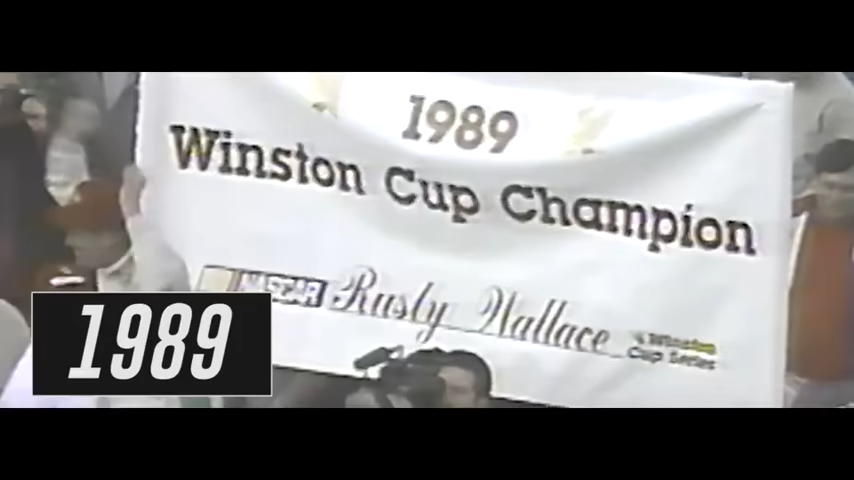 1989
Winston Cup Champion
NASCAR Rusty Wallace Winston
Cup Series
1989